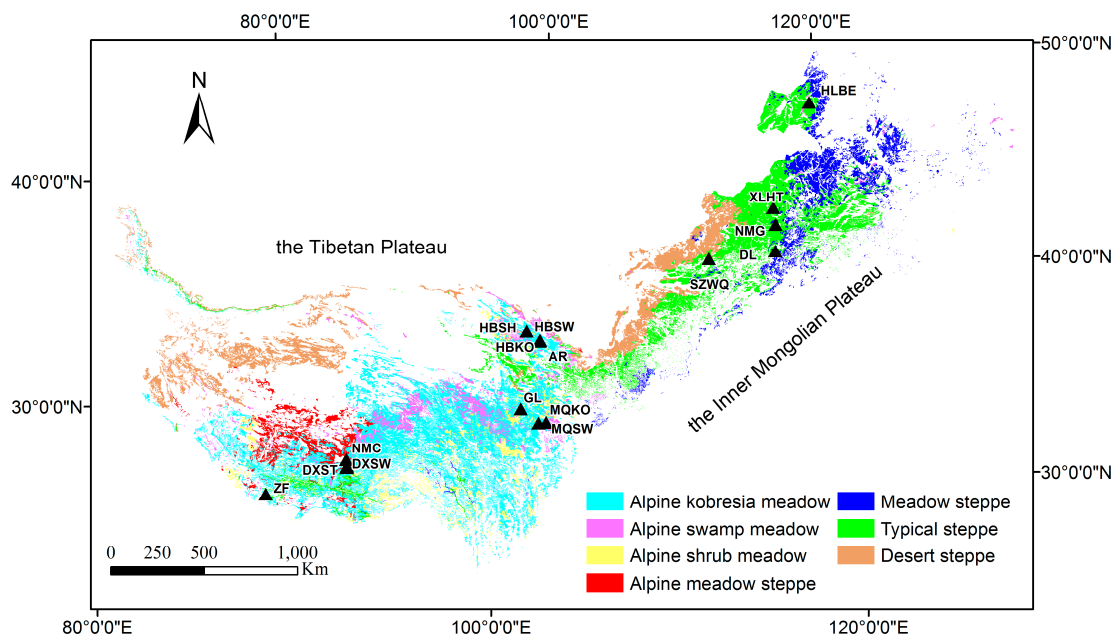 80°0'0"E 100°0'0"E 120°0'0"E
50°0'0"N
N
HLBE
40°0'0"N
XLHT
the Tibetan Plateau
NMG
DL
40°0'0"N
SZWQ
the Inner Mongolian Plateau
HBSH HBSW
HBKO AR
GL
30°0'0"N
MQKO
MQSW
NMC
DXST DXSW
30°0'0"N
ZF
Alpine kobresia meadow
Alpine swamp meadow
Alpine shrub meadow
Alpine meadow steppe
Meadow steppe
Typical steppe
Desert steppe
0 250 500 1,000
Km
80°0'0"E 100°0'0"E 120°0'0"E